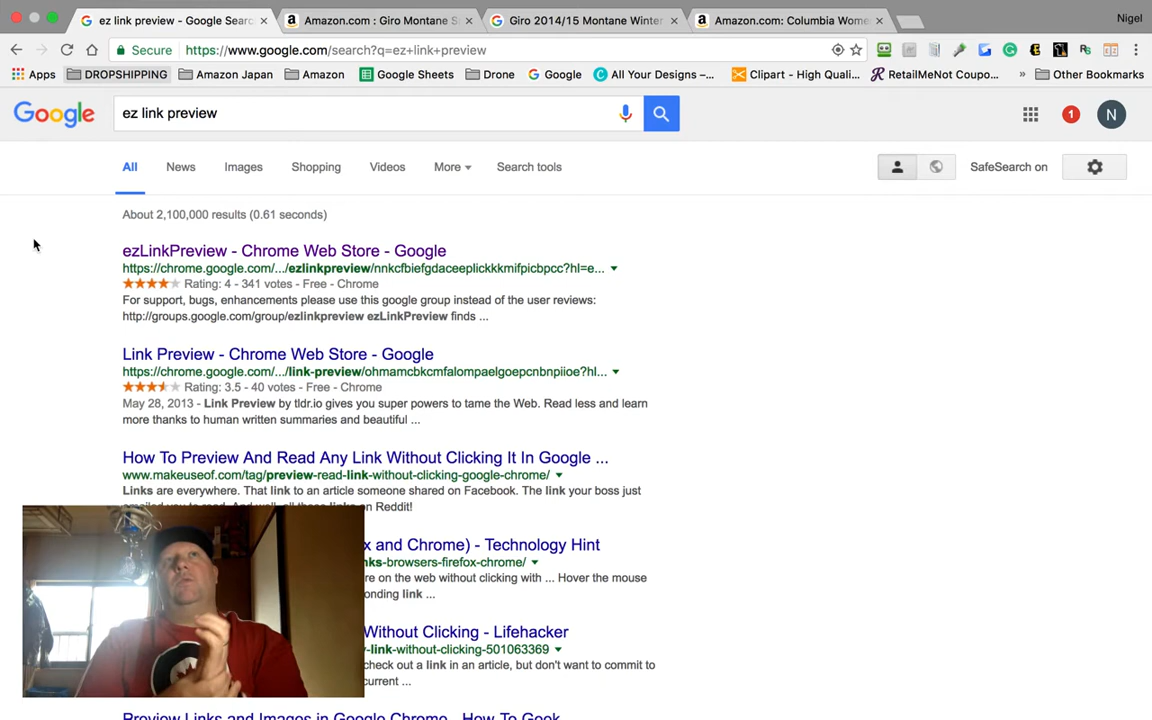 ez link preview - Google Searc
Amazon.com : Giro Montane S
Giro 2014/15 Montane Winter
Amazon.com: Columbia Wome
Nigel
Secure
https://www.google.com/search?q=ez+link+preview
Apps
DROPSHIPPING
Amazon Japan
Amazon
Google Sheets
Drone
Google
All Your Designs –...
Clipart - High Quali...
RetailMeNot Coupo...
»
Other Bookmarks
Google
ez link preview
1
N
All
News
Images
Shopping
Videos
More
Search tools
SafeSearch on
About 2,100,000 results (0.61 seconds)
ezLinkPreview - Chrome Web Store - Google
https://chrome.google.com/.../ezlinkpreview/nnkcfbiefgdaceeplickkkmifpicbpcc?hl=e...
Rating: 4 - 341 votes - Free - Chrome
For support, bugs, enhancements please use this google group instead of the user reviews:
http://groups.google.com/group/ezlinkpreview ezLinkPreview finds ...
Link Preview - Chrome Web Store - Google
https://chrome.google.com/.../link-preview/ohmamcbkcmfalompaelgoepcnbnpiioe?hl...
Rating: 3.5 - 40 votes - Free - Chrome
May 28, 2013 - Link Preview by tldr.io gives you super powers to tame the Web. Read less and learn
more thanks to human written summaries and beautiful ...
How To Preview And Read Any Link Without Clicking It In Google ...
www.makeuseof.com/tag/preview-read-link-without-clicking-google-chrome/
Links are everywhere. That link to an article someone shared on Facebook. The link your boss just
on Reddit!
x and Chrome) - Technology Hint
nks-browsers-firefox-chrome/
re on the web without clicking with ... Hover the mouse
onding link ...
Without Clicking - Lifehacker
y-link-without-clicking-501063369
check out a link in an article, but don't want to commit to
current ...
Preview Links and Images in Google Chrome - How-To Geek